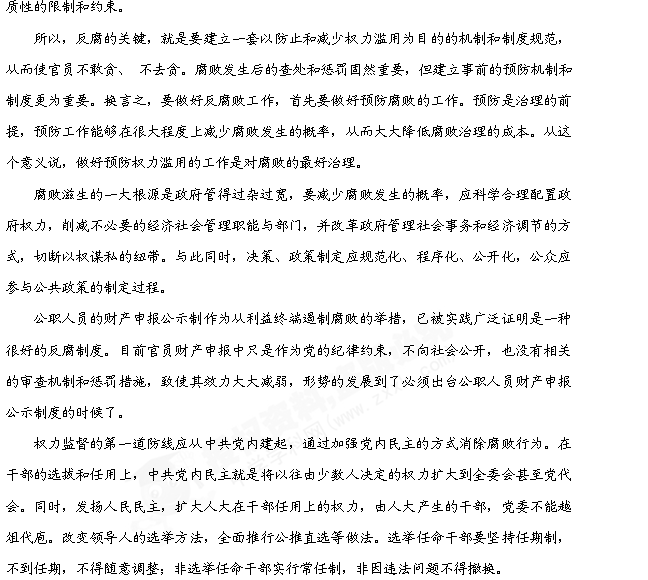 质性的限制和约束。
所以，反腐的关键，就是要建立一套以防止和减少权力滥用为目的的机制和制度规范，
从而使官员不敢贪、 不去贪。腐败发生后的查处和惩罚固然重要，但建立事前的预防机制和
制度更为重要。换言之，要做好反腐败工作，首先要做好预防腐败的工作。预防是治理的前
提，预防工作能够在很大程度上减少腐败发生的概率，从而大大降低腐败治理的成本。从这
个意义说，做好预防权力滥用的工作是对腐败的最好治理。
腐败滋生的一大根源是政府管得过杂过宽，要减少腐败发生的概率，应科学合理配置政
府权力，削减不必要的经济社会管理职能与部门，并改革政府管理社会事务和经济调节的方
式，切断以权谋私的纽带。与此同时，决策、政策制定应规范化、程序化、公开化，公众应
参与公共政策的制定过程。
公职人员的财产申报公示制作为从利益终端遏制腐败的举措，已被实践广泛证明是一种
很好的反腐制度。目前官员财产申报中只是作为党的纪律约束，不向社会公开，也没有相关
的审查机制和惩罚措施，致使其效力大大减弱，形势的发展到了必须出台公职人员财产申报
公示制度的时候了。
权力监督的第一道防线应从中共党内建起，通过加强党内民主的方式消除腐败行为。在
干部的选拔和任用上，中共党内民主就是将以往由少数人决定的权力扩大到全委会甚至党代
会。同时，发扬人民民主，扩大人大在干部任用上的权力，由人大产生的干部，党委不能越
俎代庖。改变领导人的选举方法，全面推行公推直选等做法。选举任命干部要坚持任期制，
不到任期，不得随意调整；非选举任命干部实行常任制，非因违法问题不得撤换。